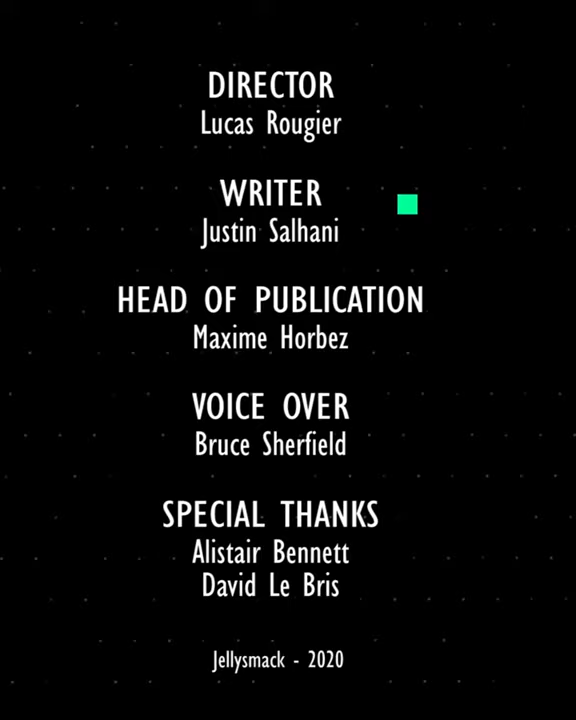 DIRECTOR
Lucas Rougier
WRITER
Justin Salhani
HEAD OF PUBLICATION
Maxime Horbez
VOICE OVER
Bruce Sherfield
SPECIAL THANKS
Alistair Bennett
David Le Bris
Jellysmack - 2020